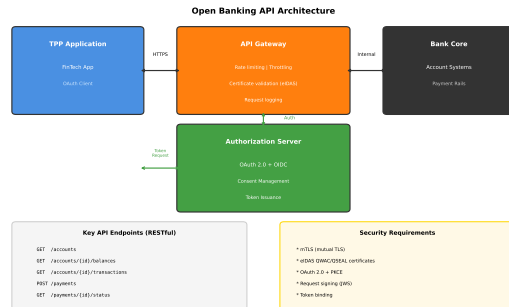 Open Banking API Architecture
TPP Application
FinTech App
OAuth Client
HTTPS
API Gateway
Rate limiting / Throttling
Certificate validation (eIDAS)
Request logging
Internal
Bank Core
Account Systems
Payment Rails
Auth
Token
Request
Authorization Server
OAuth 2.0 + OIDC
Consent Management
Token Issuance
Key API Endpoints (RESTful)
GET /accounts
GET /accounts/{id}/balances
GET /accounts/{id}/transactions
POST /payments
GET /payments/{id}/status
Security Requirements
* mTLS (mutual TLS)
* eIDAS QWAC/QSEAL certificates
* OAuth 2.0 + PKCE
* Request signing (JWS)
* Token binding